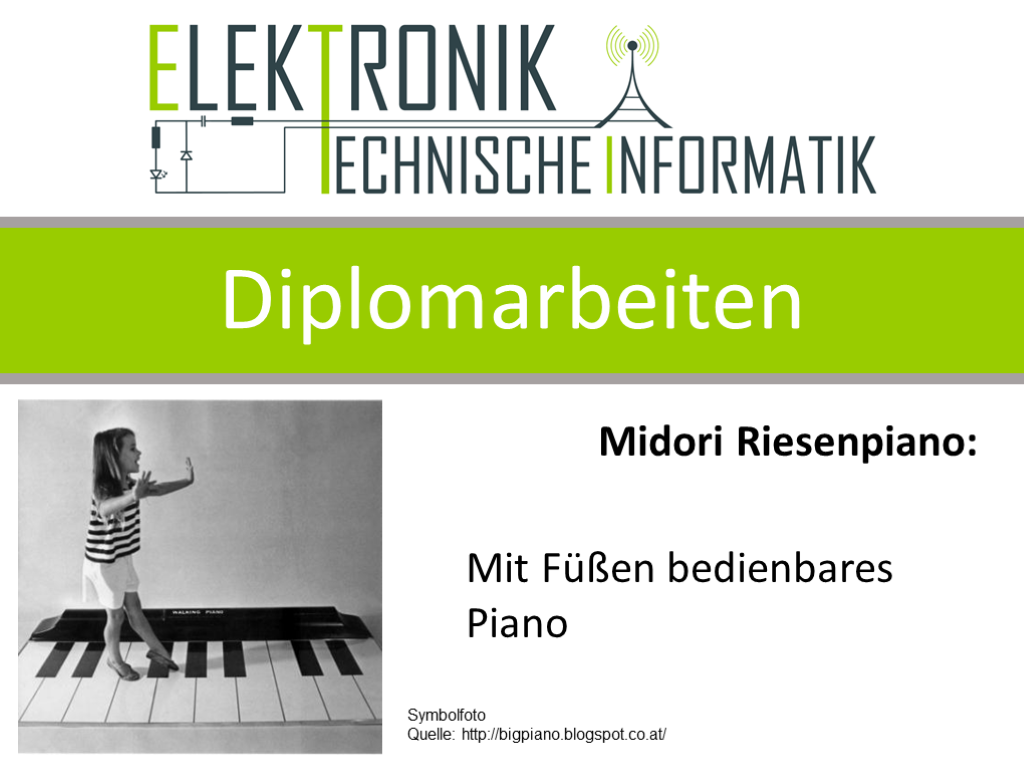 ELEKTRONIK
TECHNISCHE INFORMATIK
Diplomarbeiten
Midori Riesenpiano:
Mit Füßen bedienbares
Piano
WALKING PIANO
Symbolfoto
Quelle: http://bigpiano.blogspot.co.at/